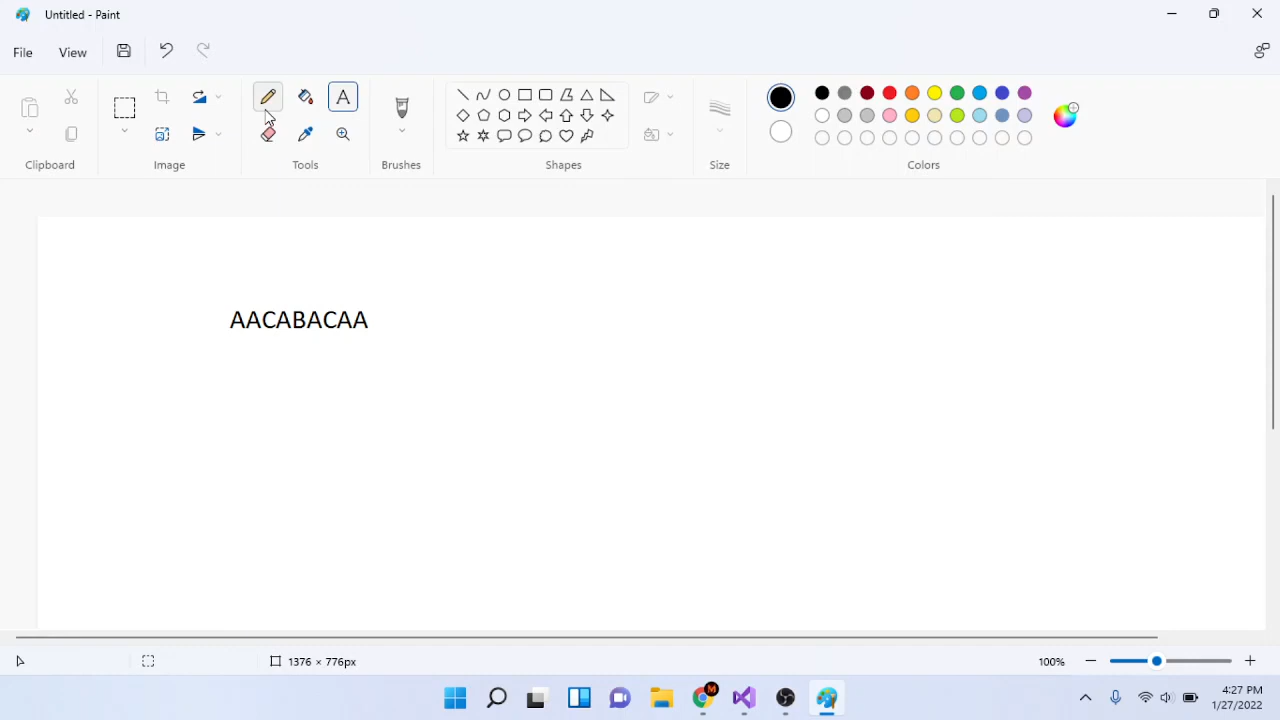 Untitled - Paint
File
View
Clipboard
Image
Tools
Brushes
Shapes
Size
Colors
A
AACABACAA
1376 × 776px
100%
M
4:27 PM
1/27/2022